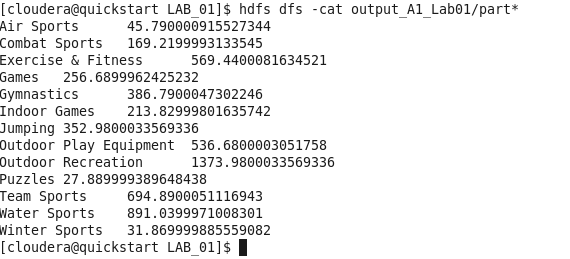 [cloudera@quickstart LAB_01]$ hdfs dfs -cat output_A1_Lab01/part*
Air Sports	45.790000915527344
Combat Sports	169.2199993133545
Exercise & Fitness	569.4400081634521
Games	256.6899962425232
Gymnastics	386.7900047302246
Indoor Games	213.82999801635742
Jumping	352.9800033569336
Outdoor Play Equipment	536.6800003051758
Outdoor Recreation	1373.9800033569336
Puzzles	27.889999389648438
Team Sports	694.8900051116943
Water Sports	891.0399971008301
Winter Sports	31.869999885559082
[cloudera@quickstart LAB_01]$